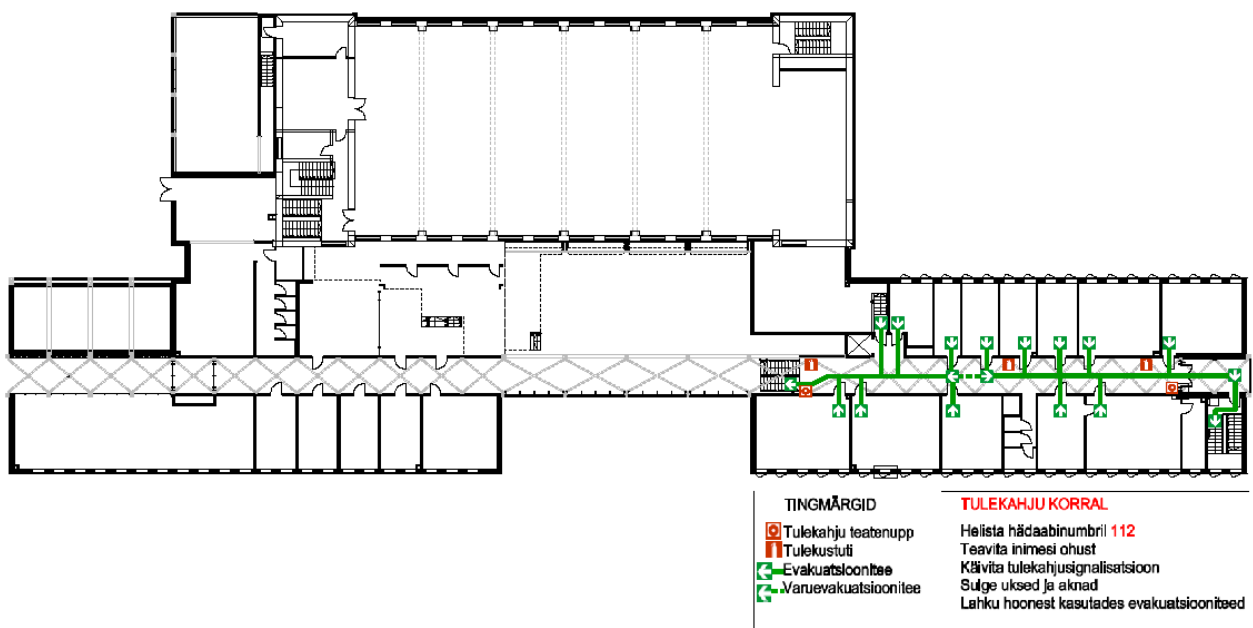 TINGMÄRGID
Tulekahju teatenupp
Tulekustuti
Evakuatsioonitee
Varuevakuatsioonitee
TULEKAHJU KORRAL
Helista hädaabinumbril 112
Teavita inimesi ohust
Käivita tulekahjusignalisatsioon
Sulge uksed ja aknad
Lahku hoonest kasutades evakuatsiooniteed